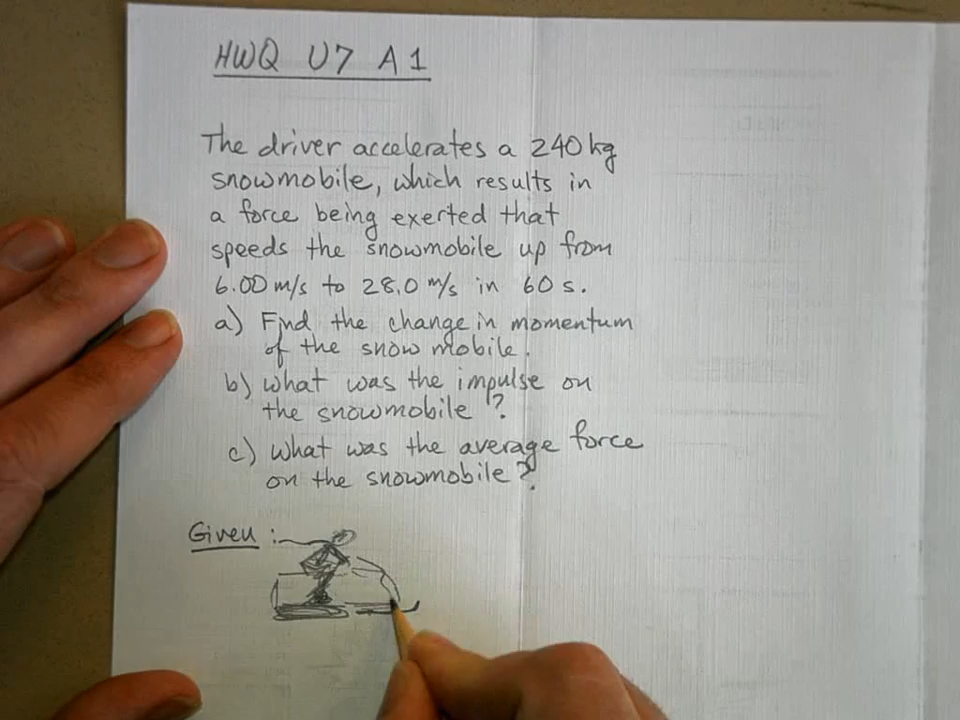 HWQ U7 A1
The driver accelerates a 240 kg
snowmobile, which results in
a force being exerted that
speeds the snowmobile up from
6.00 m/s to 28.0 m/s in 60 s.
a) Find the change in momentum
of the snow mobile.
b) what was the impulse on
the snowmobile?
c) What was the average force
on the snowmobile?
Given: